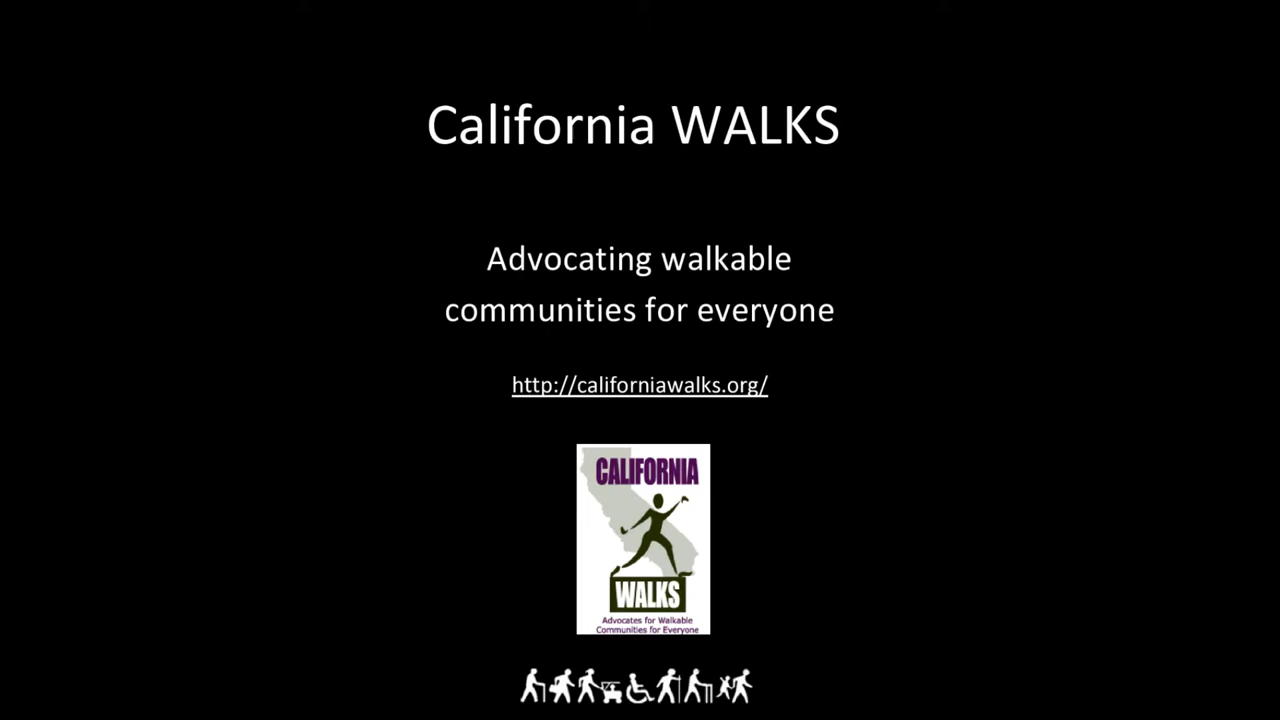 California WALKS
Advocating walkable
communities for everyone
http://californiawalks.org/
CALIFORNIA
WALKS
Advocates for Walkable
Communities for Everyone